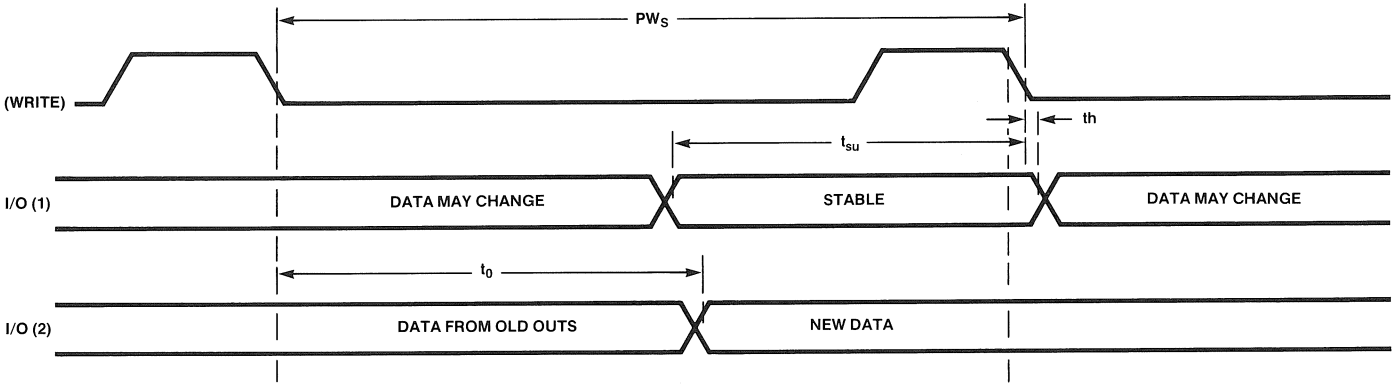 PWS
(WRITE)
th
tsu
I/O (1)
DATA MAY CHANGE
STABLE
DATA MAY CHANGE
t0
I/O (2)
DATA FROM OLD OUTS
NEW DATA